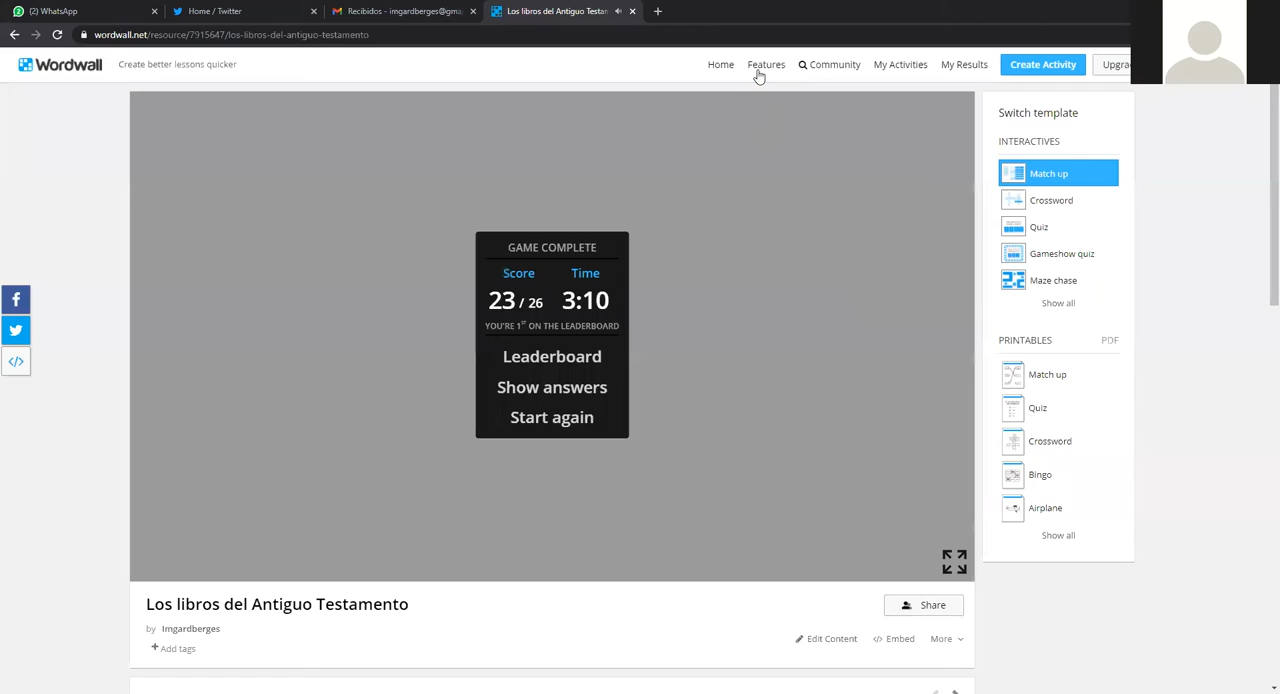 (2) WhatsApp
Home / Twitter
Recibidos - imgardberges@gma
Los libros del Antiguo Testam
wordwall.net/resource/7915647/los-libros-del-antiguo-testamento
Wordwall
Create better lessons quicker
Home
Features
Community
My Activities
My Results
Create Activity
Upgra
GAME COMPLETE
Score Time
23 / 26 3:10
YOU'RE 1ST ON THE LEADERBOARD
Leaderboard
Show answers
Start again
Switch template
INTERACTIVES
Match up
Crossword
Quiz
Gameshow quiz
Maze chase
Show all
PRINTABLES PDF
Match up
Quiz
Crossword
Bingo
Airplane
Show all
Los libros del Antiguo Testamento
Share
by Imgardberges
Edit Content
Embed
More
Add tags